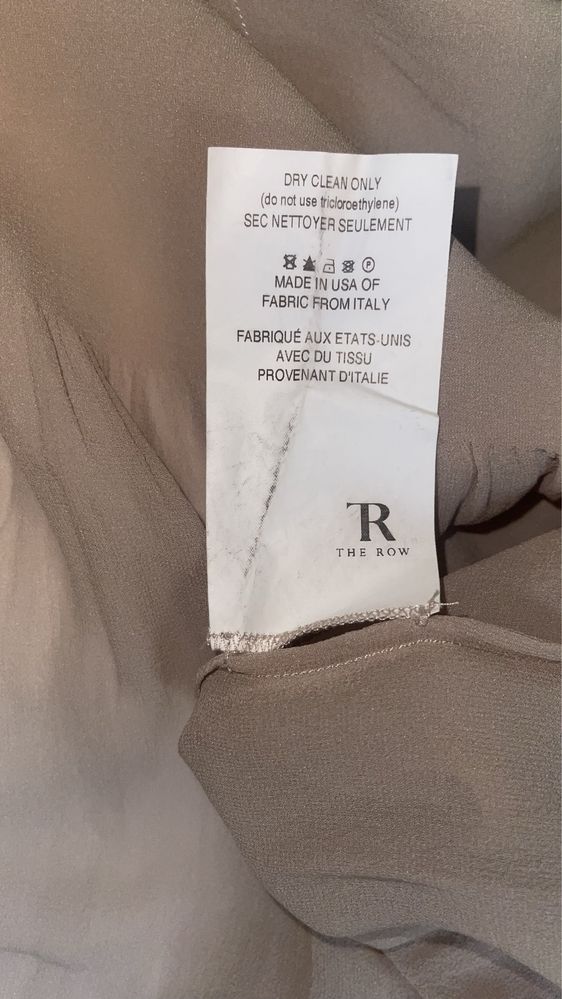 DRY CLEAN ONLY
(do not use tricloroethylene)
SEC NETTOYER SEULEMENT
P
MADE IN USA OF
FABRIC FROM ITALY
FABRIQUÉ AUX ETATS-UNIS
AVEC DU TISSU
PROVENANT D'ITALIE
TR
THE ROW